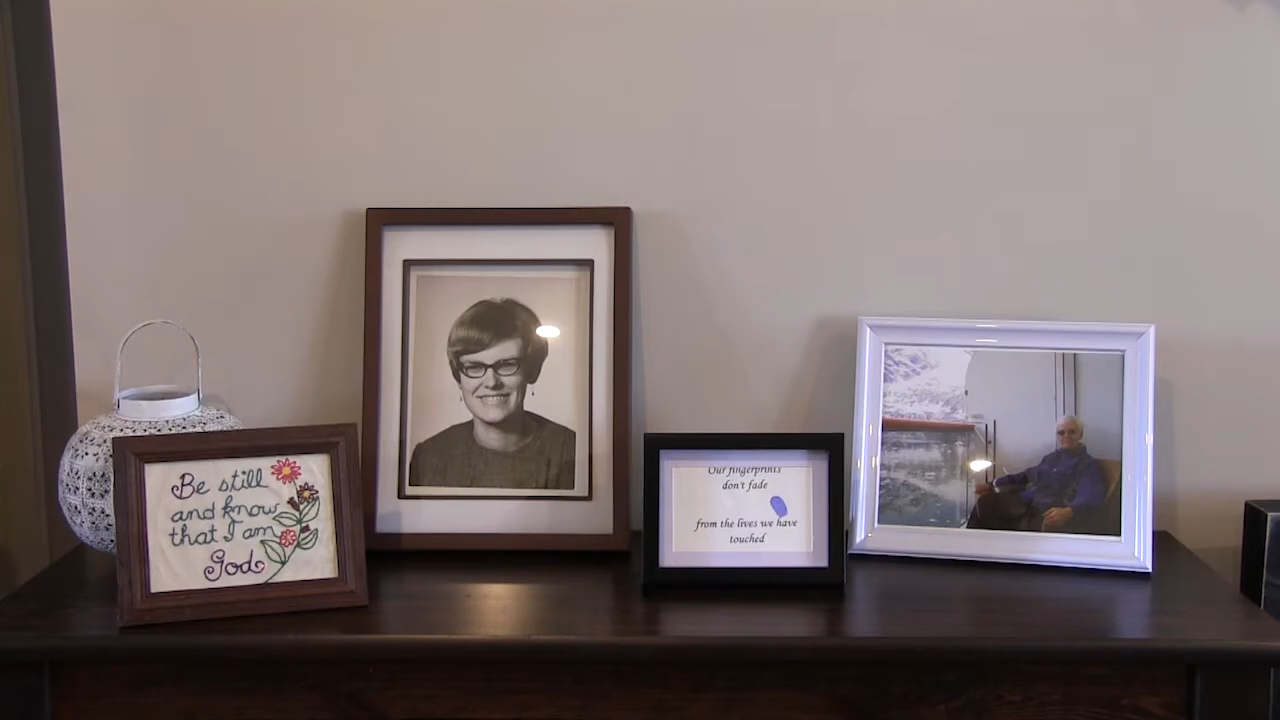 Be still
and know
that I am
God
Our fingerprints
don't fade
from the lives we have
touched